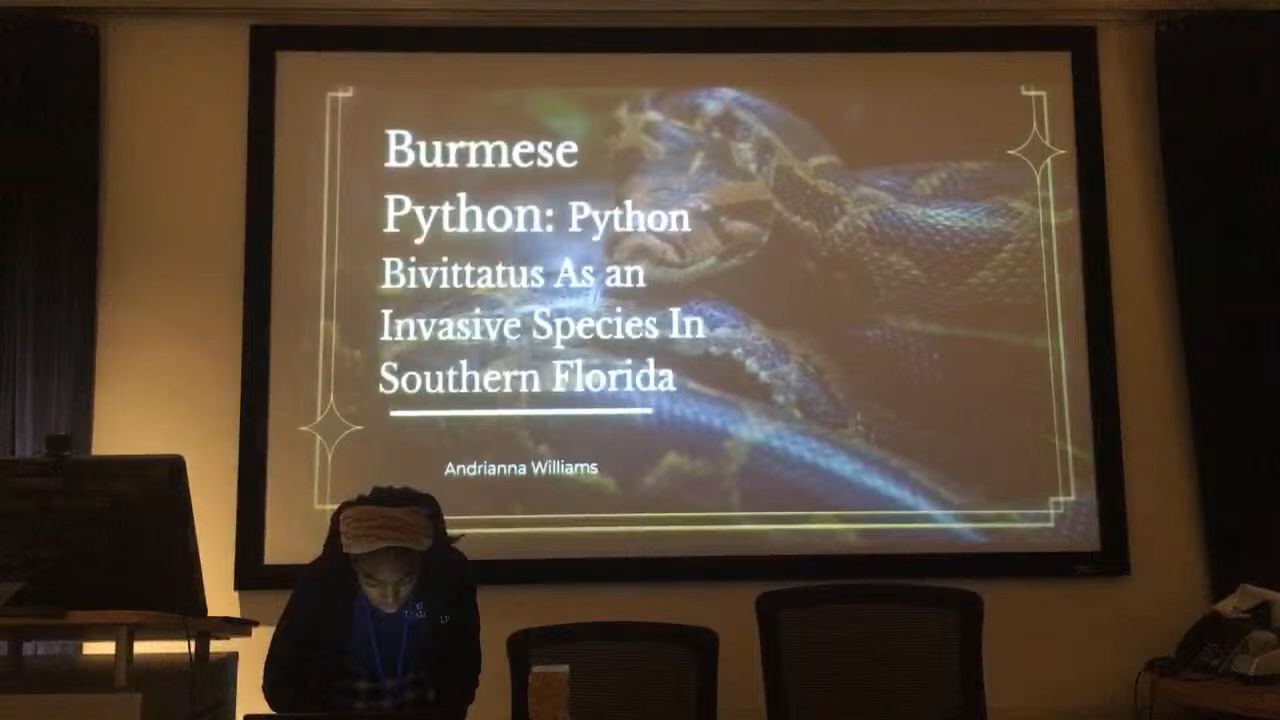 Burmese
Python: Python
Bivittatus As an
Invasive Species In
Southern Florida
Andrianna Williams